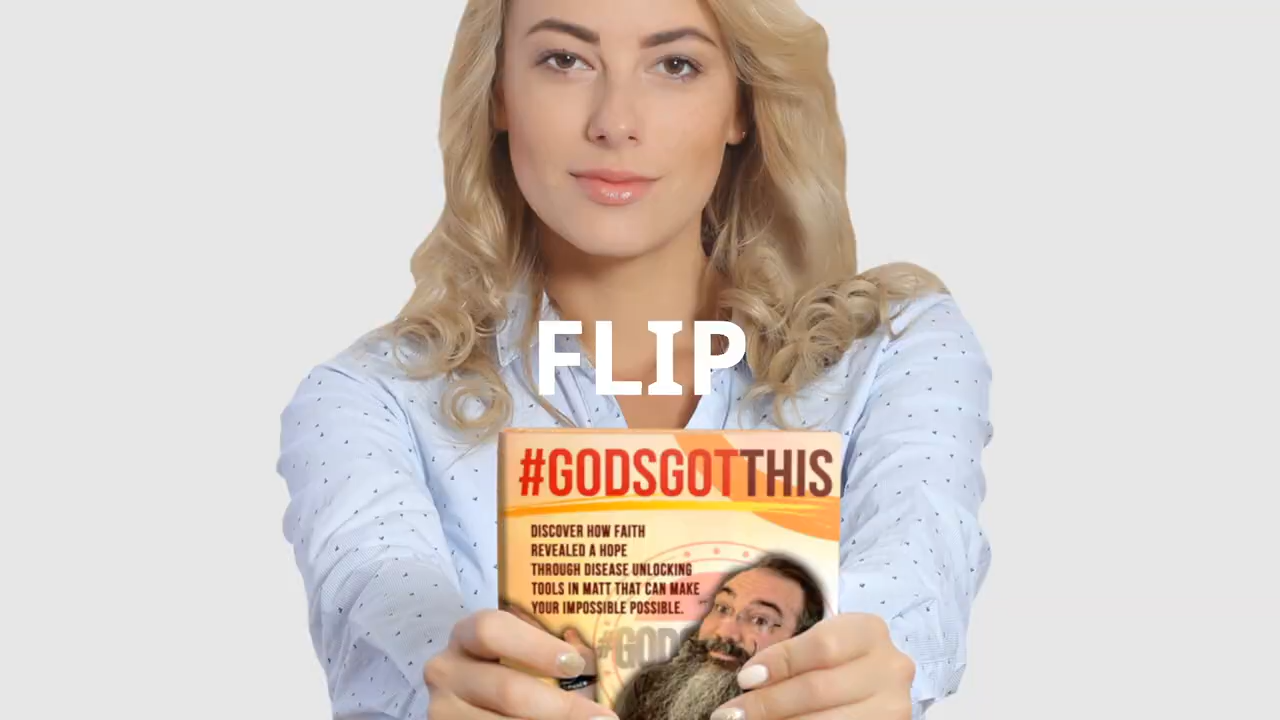 FLIP
#GODSGOTTHIS
DISCOVER HOW FAITH
REVEALED A HOPE
THROUGH DISEASE UNLOCKING
TOOLS IN MATT THAT CAN MAKE
YOUR IMPOSSIBLE POSSIBLE.
#GODS